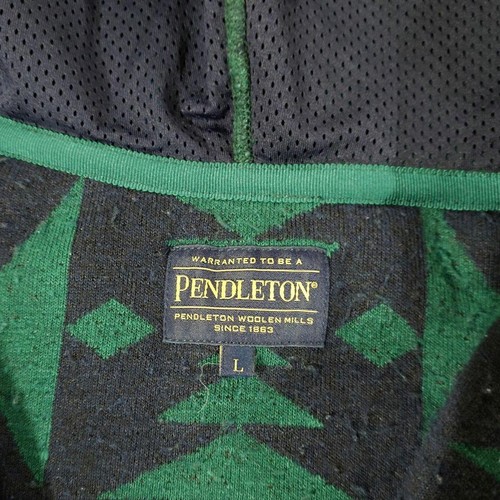 WARRANTED TO BE A
PENDLETON®
PENDLETON WOOLEN MILLS
SINCE 1863
L